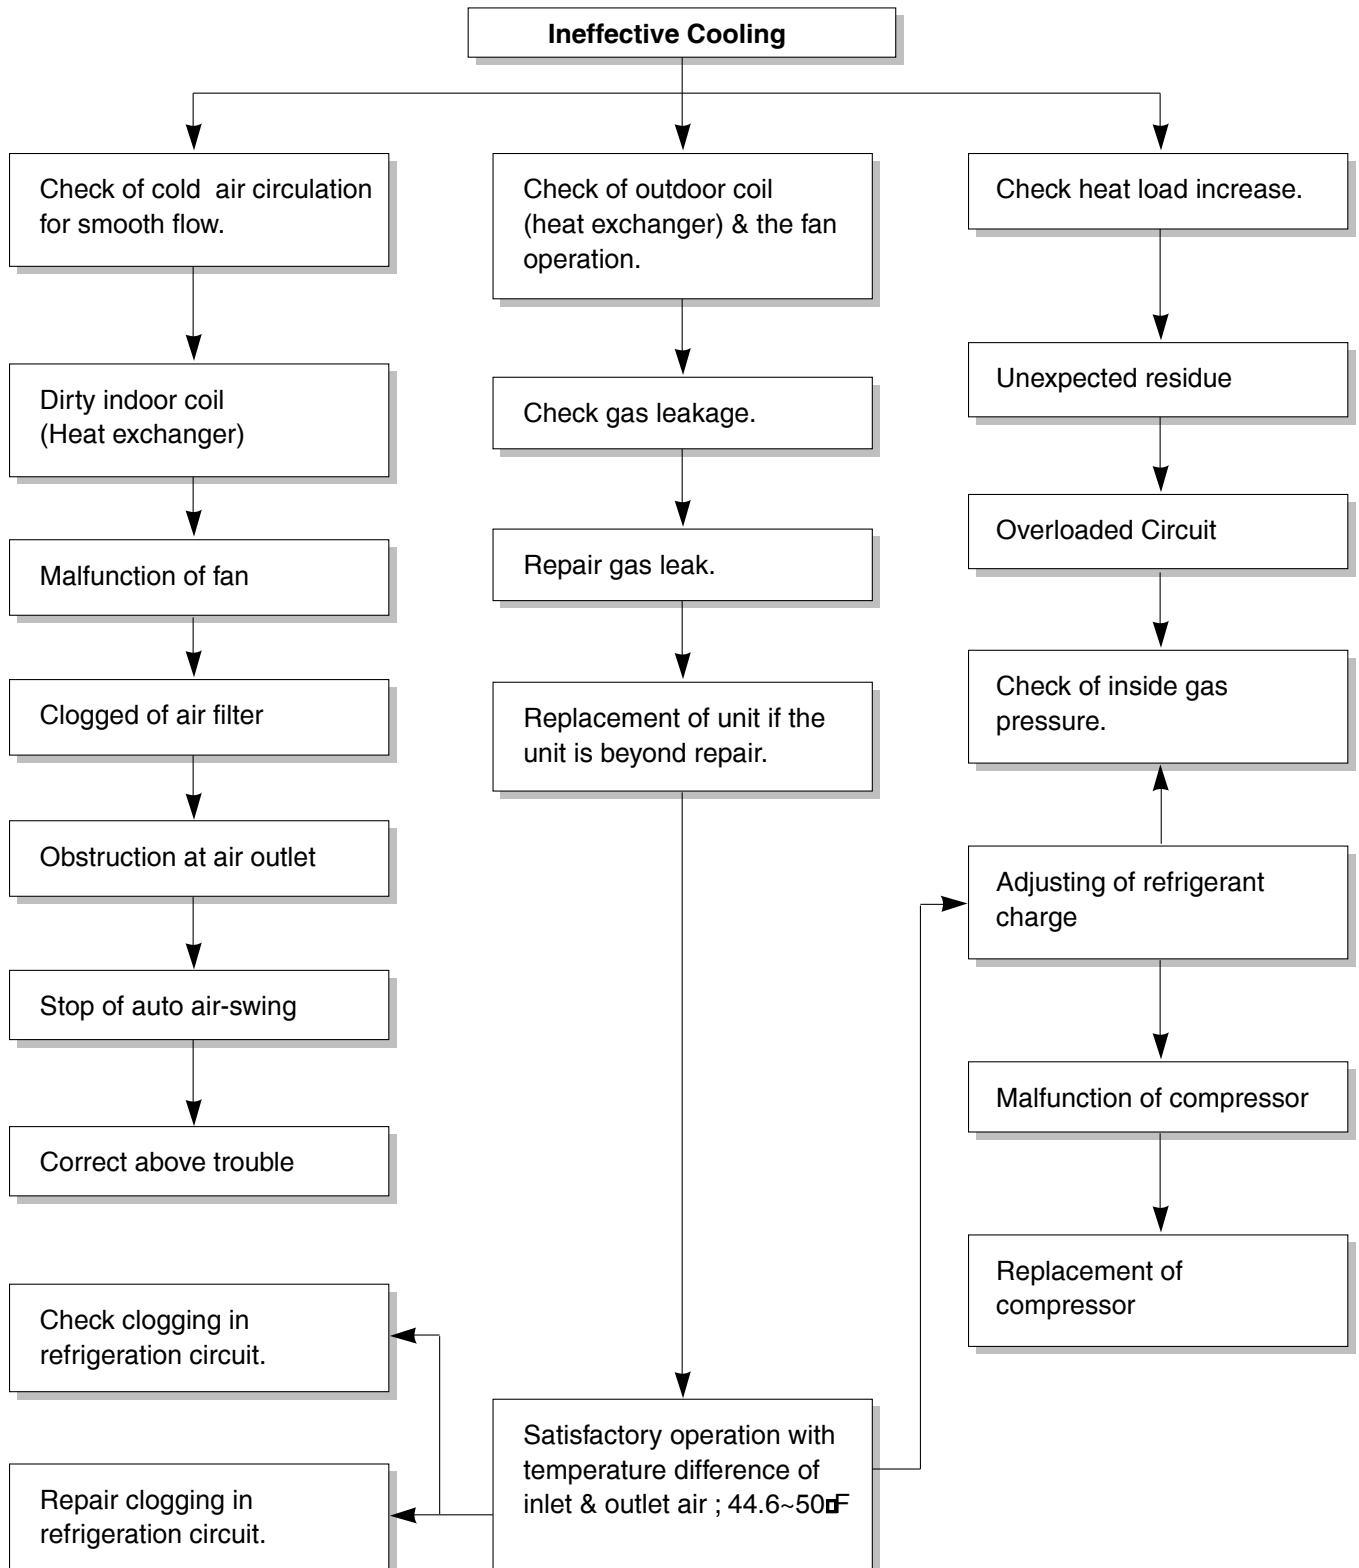 Ineffective Cooling
Check of cold air circulation
for smooth flow.
Dirty indoor coil
(Heat exchanger)
Malfunction of fan
Clogged of air filter
Obstruction at air outlet
Stop of auto air-swing
Correct above trouble
Check clogging in
refrigeration circuit.
Repair clogging in
refrigeration circuit.
Check of outdoor coil
(heat exchanger) & the fan
operation.
Check gas leakage.
Repair gas leak.
Replacement of unit if the
unit is beyond repair.
Satisfactory operation with
temperature difference of
inlet & outlet air ; 44.6~50□F
Check heat load increase.
Unexpected residue
Overloaded Circuit
Check of inside gas
pressure.
Adjusting of refrigerant
charge
Malfunction of compressor
Replacement of
compressor